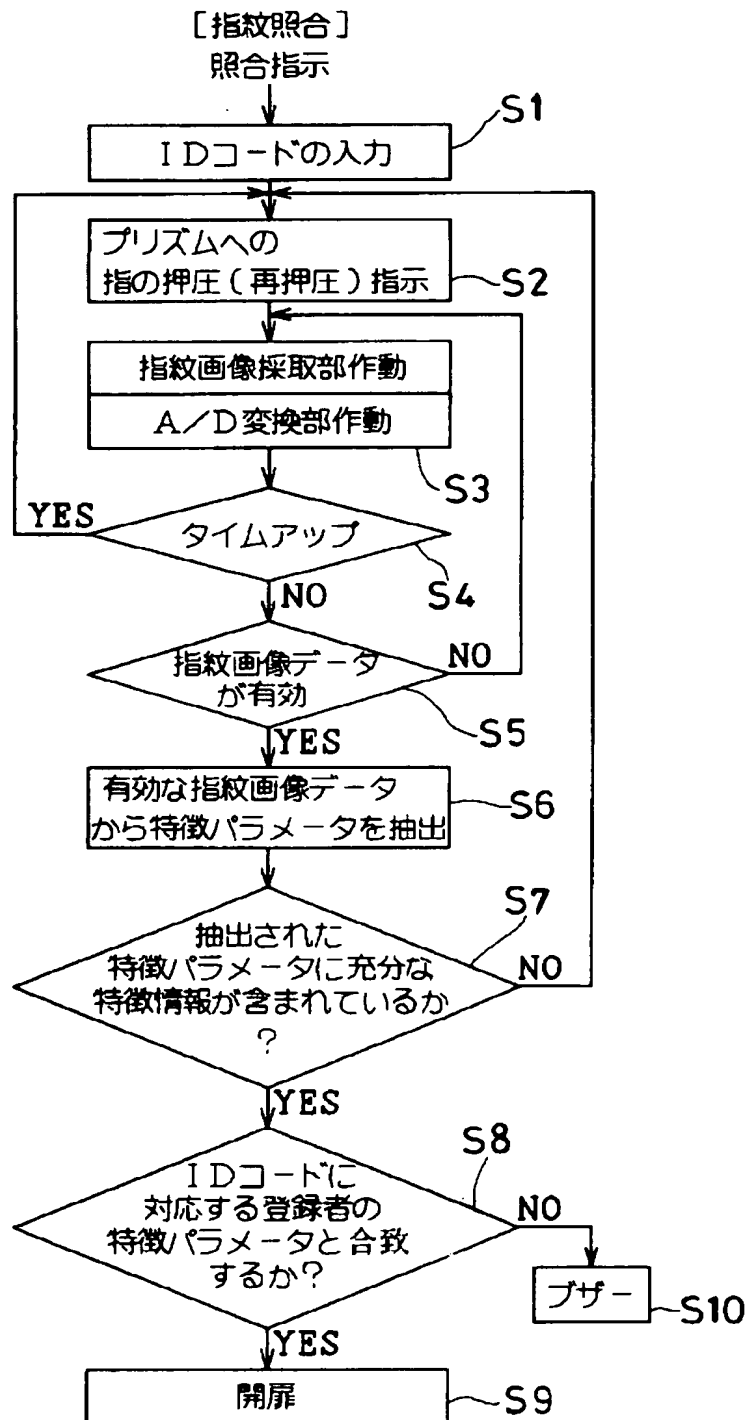 [指紋照合]
照合指示
S1
IDコードの入力
プリズムへの
指の押圧(再押圧)指示
S2
指紋画像採取部作動
A/D変換部作動
S3
YES
タイムアップ
S4
NO
指紋画像データ
が有効
NO
S5
YES
有効な指紋画像データ
から特徴パラメータを抽出
S6
S7
抽出された
特徴パラメータに充分な
特徴情報が含まれているか
?
NO
YES
S8
IDコードに
対応する登録者の
特徴パラメータと合致
するか?
NO
ブザー
S10
YES
開扉
S9